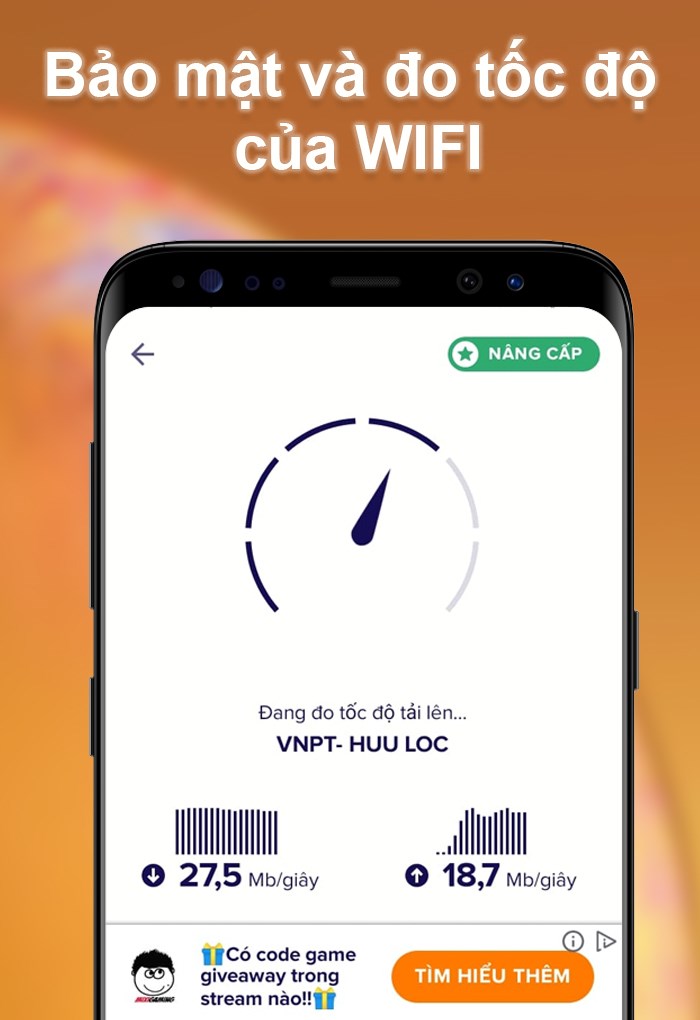 Bảo mật và đo tốc độ
của WIFI
NÂNG CẤP
Đang đo tốc độ tải lên...
VNPT- HUU LOC
27,5 Mb/giây
18,7 Mb/giây
🎁Có code game
giveaway trong
stream nào!!🎁
TÌM HIỂU THÊM